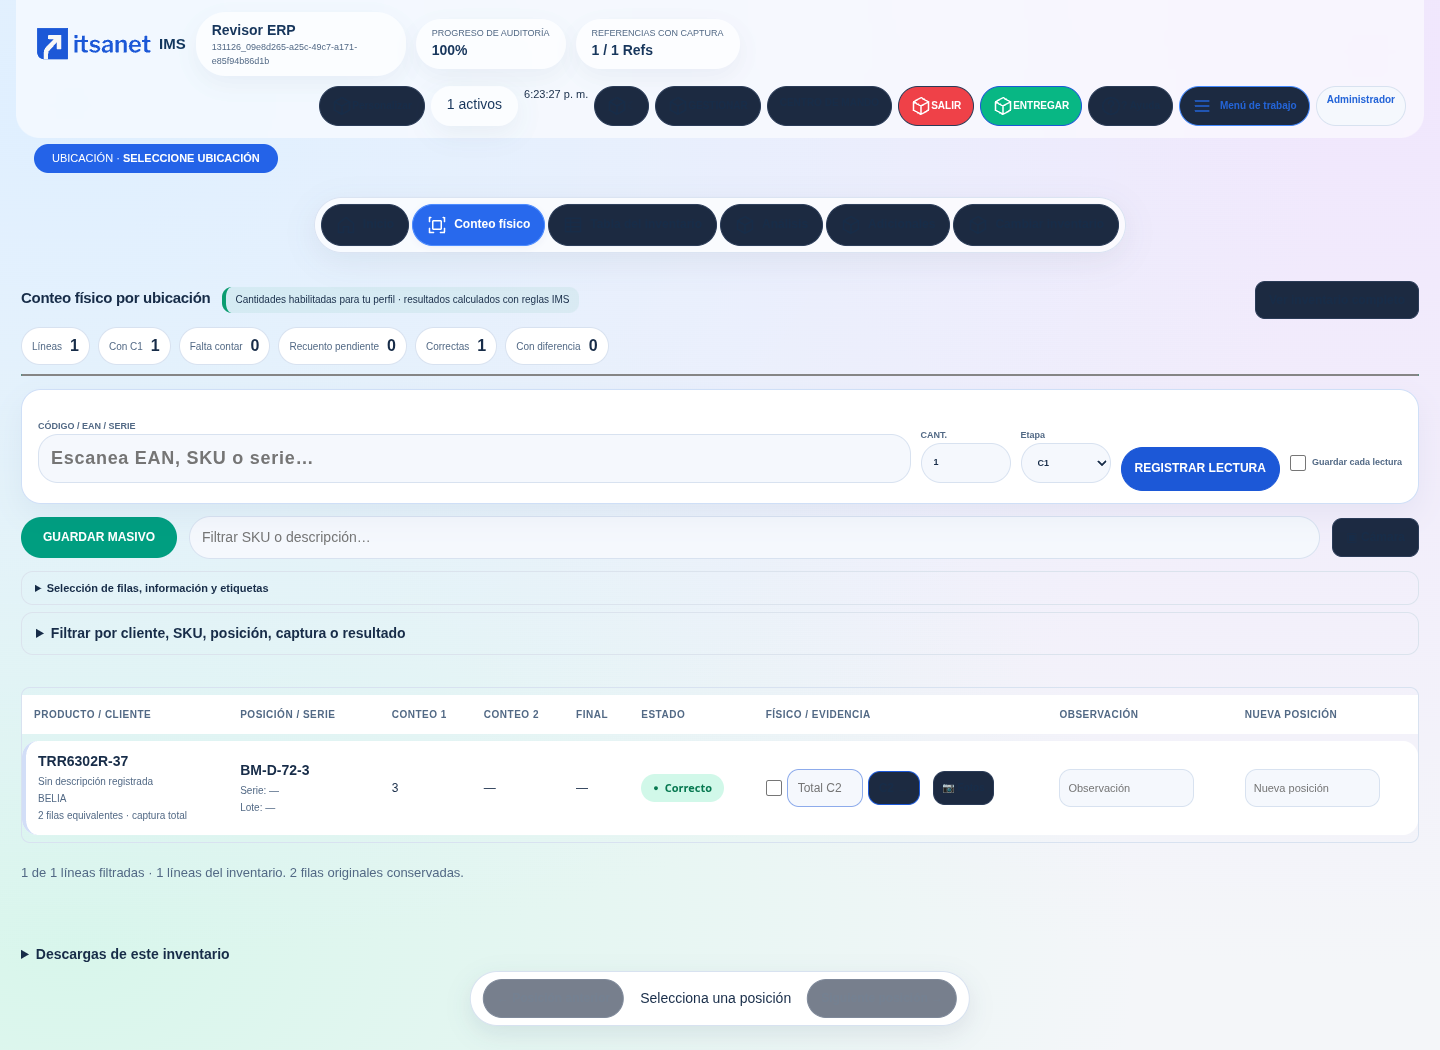 itsanet IMS
Revisor ERP
131126_09e8d265-a25c-49c7-a171-
e85f94b86d1b
PROGRESO DE AUDITORÍA
100%
REFERENCIAS CON CAPTURA
1 / 1 Refs
1 activos
6:23:27 p. m.
SALIR
ENTREGAR
Menú de trabajo
Administrador
UBICACIÓN · SELECCIONE UBICACIÓN
Conteo físico
Conteo físico por ubicación
Cantidades habilitadas para tu perfil · resultados calculados con reglas IMS
Líneas 1
Con C1 1
Falta contar 0
Recuento pendiente 0
Correctas 1
Con diferencia 0
CÓDIGO / EAN / SERIE
Escanea EAN, SKU o serie...
CANT.
1
Etapa
C1
REGISTRAR LECTURA
Guardar cada lectura
GUARDAR MASIVO
Filtrar SKU o descripción...
Selección de filas, información y etiquetas
Filtrar por cliente, SKU, posición, captura o resultado
PRODUCTO / CLIENTE POSICIÓN / SERIE CONTEO 1 CONTEO 2 FINAL ESTADO FÍSICO / EVIDENCIA OBSERVACIÓN NUEVA POSICIÓN
TRR6302R-37
Sin descripción registrada
BELIA
2 filas equivalentes · captura total
BM-D-72-3
Serie: —
Lote: —
3
—
—
• Correcto
Total C2
Observación
Nueva posición
1 de 1 líneas filtradas · 1 líneas del inventario. 2 filas originales conservadas.
Descargas de este inventario
Selecciona una posición